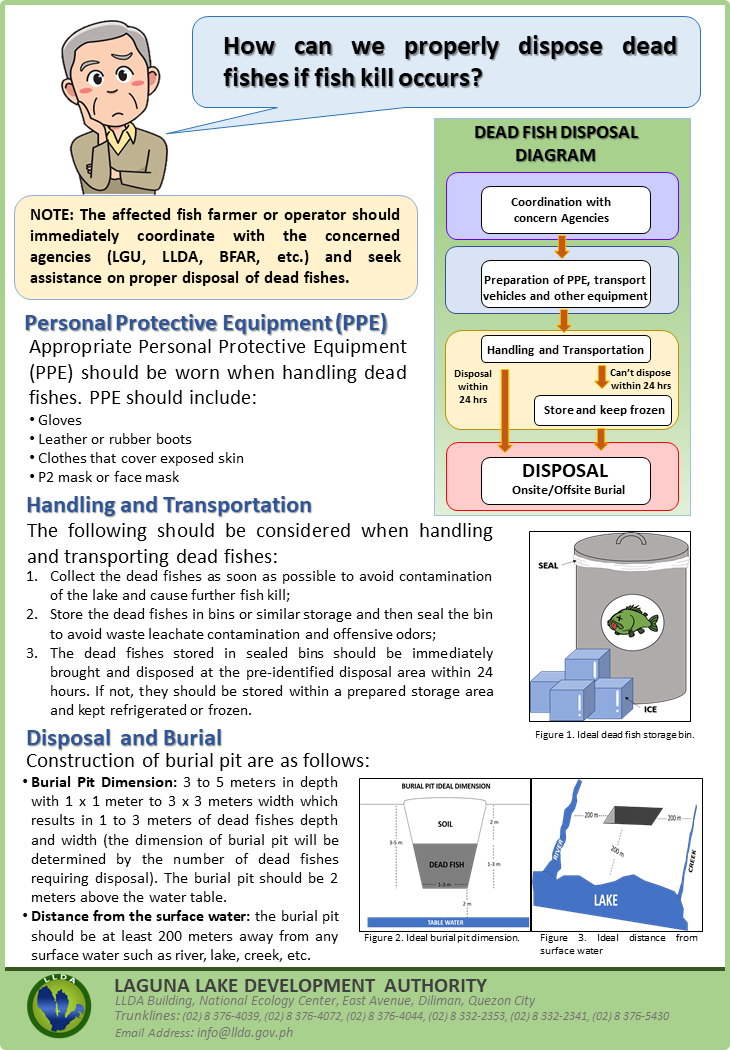 How can we properly dispose dead
fishes if fish kill occurs?
DEAD FISH DISPOSAL
DIAGRAM
Coordination with
concern Agencies
Preparation of PPE, transport
vehicles and other equipment
Handling and Transportation
Disposal
within
24 hrs
Can't dispose
within 24 hrs
Store and keep frozen
DISPOSAL
Onsite/Offsite Burial
NOTE: The affected fish farmer or operator should
immediately coordinate with the concerned
agencies (LGU, LLDA, BFAR, etc.) and seek
assistance on proper disposal of dead fishes.
Personal Protective Equipment (PPE)
Appropriate Personal Protective Equipment
(PPE) should be worn when handling dead
fishes. PPE should include:
• Gloves
• Leather or rubber boots
• Clothes that cover exposed skin
• P2 mask or face mask
Handling and Transportation
The following should be considered when handling
and transporting dead fishes:
1. Collect the dead fishes as soon as possible to avoid contamination
of the lake and cause further fish kill;
2. Store the dead fishes in bins or similar storage and then seal the bin
to avoid waste leachate contamination and offensive odors;
3. The dead fishes stored in sealed bins should be immediately
brought and disposed at the pre-identified disposal area within 24
hours. If not, they should be stored within a prepared storage area
and kept refrigerated or frozen.
SEAL
ICE
Figure 1. Ideal dead fish storage bin.
Disposal and Burial
Construction of burial pit are as follows:
• Burial Pit Dimension: 3 to 5 meters in depth
with 1 x 1 meter to 3 x 3 meters width which
results in 1 to 3 meters of dead fishes depth
and width (the dimension of burial pit will be
determined by the number of dead fishes
requiring disposal). The burial pit should be 2
meters above the water table.
• Distance from the surface water: the burial pit
should be at least 200 meters away from any
surface water such as river, lake, creek, etc.
BURIAL PIT IDEAL DIMENSION
SOIL
2 m
3-5 m
DEAD FISH
1-3 m
1-3 m
2 m
TABLE WATER
Figure 2. Ideal burial pit dimension.
200 m
200 m
200 m
RIVER
CREEK
LAKE
Figure 3. Ideal distance from
surface water
LLDA
LAGUNA LAKE DEVELOPMENT AUTHORITY
LLDA Building, National Ecology Center, East Avenue, Diliman, Quezon City
Trunklines: (02) 8 376-4039, (02) 8 376-4072, (02) 8 376-4044, (02) 8 332-2353, (02) 8 332-2341, (02) 8 376-5430
Email Address: info@llda.gov.ph